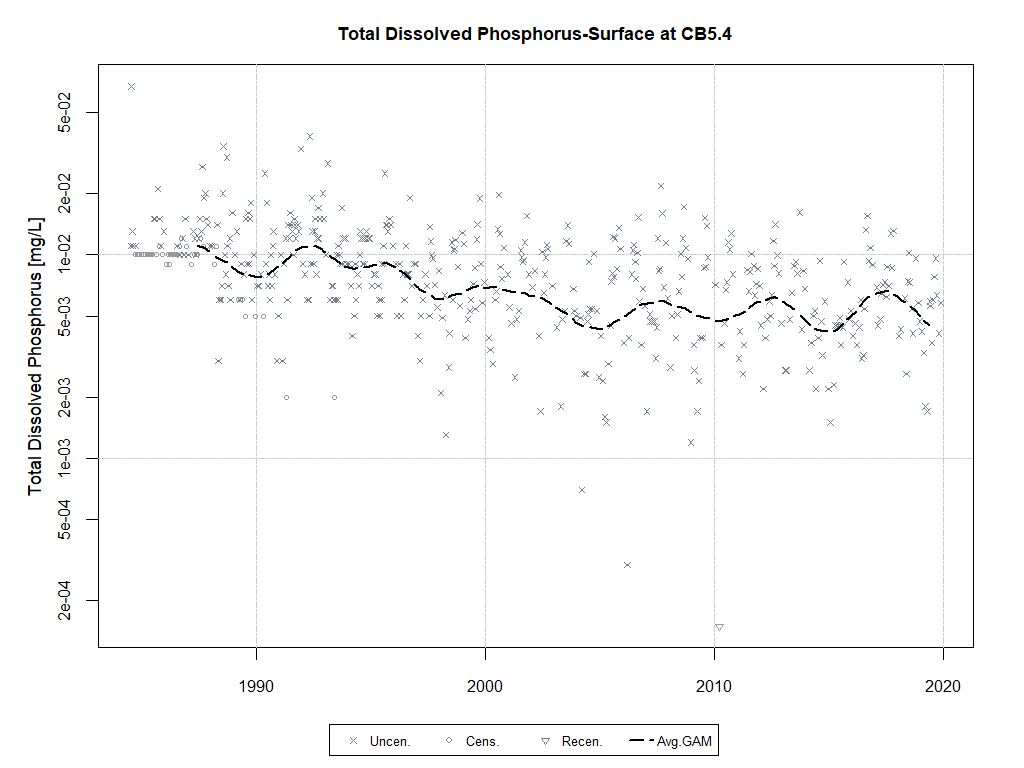 Total Dissolved Phosphorus-Surface at CB5.4
Total Dissolved Phosphorus [mg/L]
5e-02
2e-02
1e-02
5e-03
2e-03
1e-03
5e-04
2e-04
1990 2000 2010 2020
Uncen. Cens. Recen. Avg.GAM